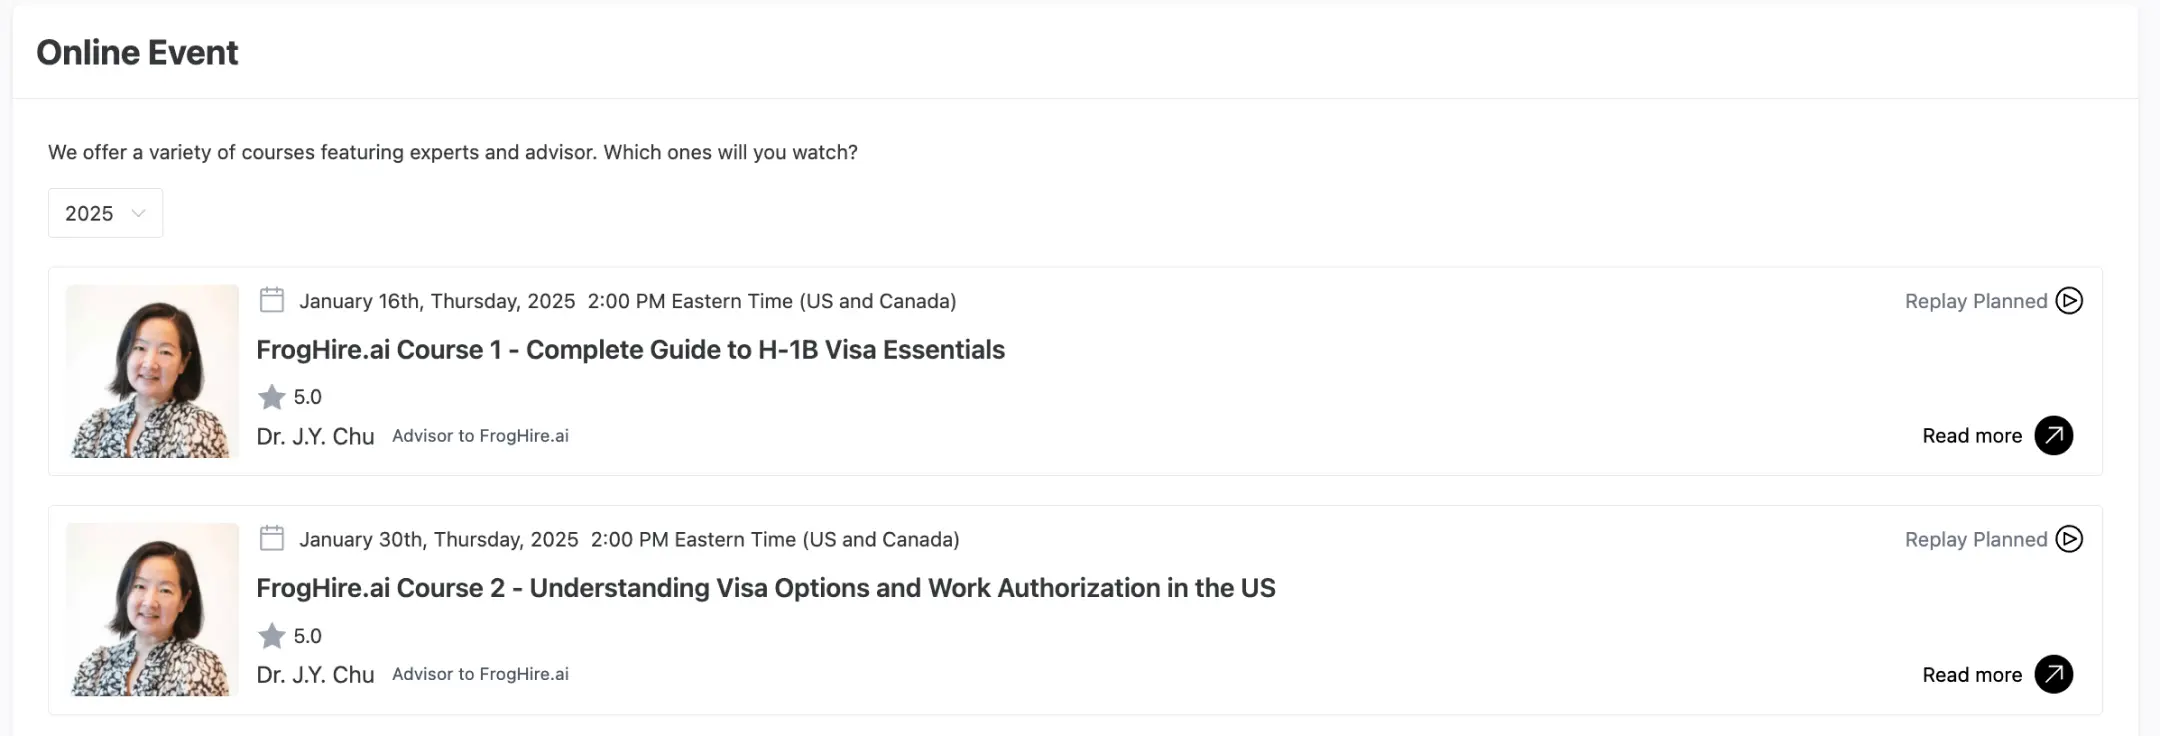 Online Event
We offer a variety of courses featuring experts and advisor. Which ones will you watch?
2025
January 16th, Thursday, 2025 2:00 PM Eastern Time (US and Canada)
Replay Planned
FrogHire.ai Course 1 - Complete Guide to H-1B Visa Essentials
5.0
Dr. J.Y. Chu Advisor to FrogHire.ai
Read more
January 30th, Thursday, 2025 2:00 PM Eastern Time (US and Canada)
Replay Planned
FrogHire.ai Course 2 - Understanding Visa Options and Work Authorization in the US
5.0
Dr. J.Y. Chu Advisor to FrogHire.ai
Read more